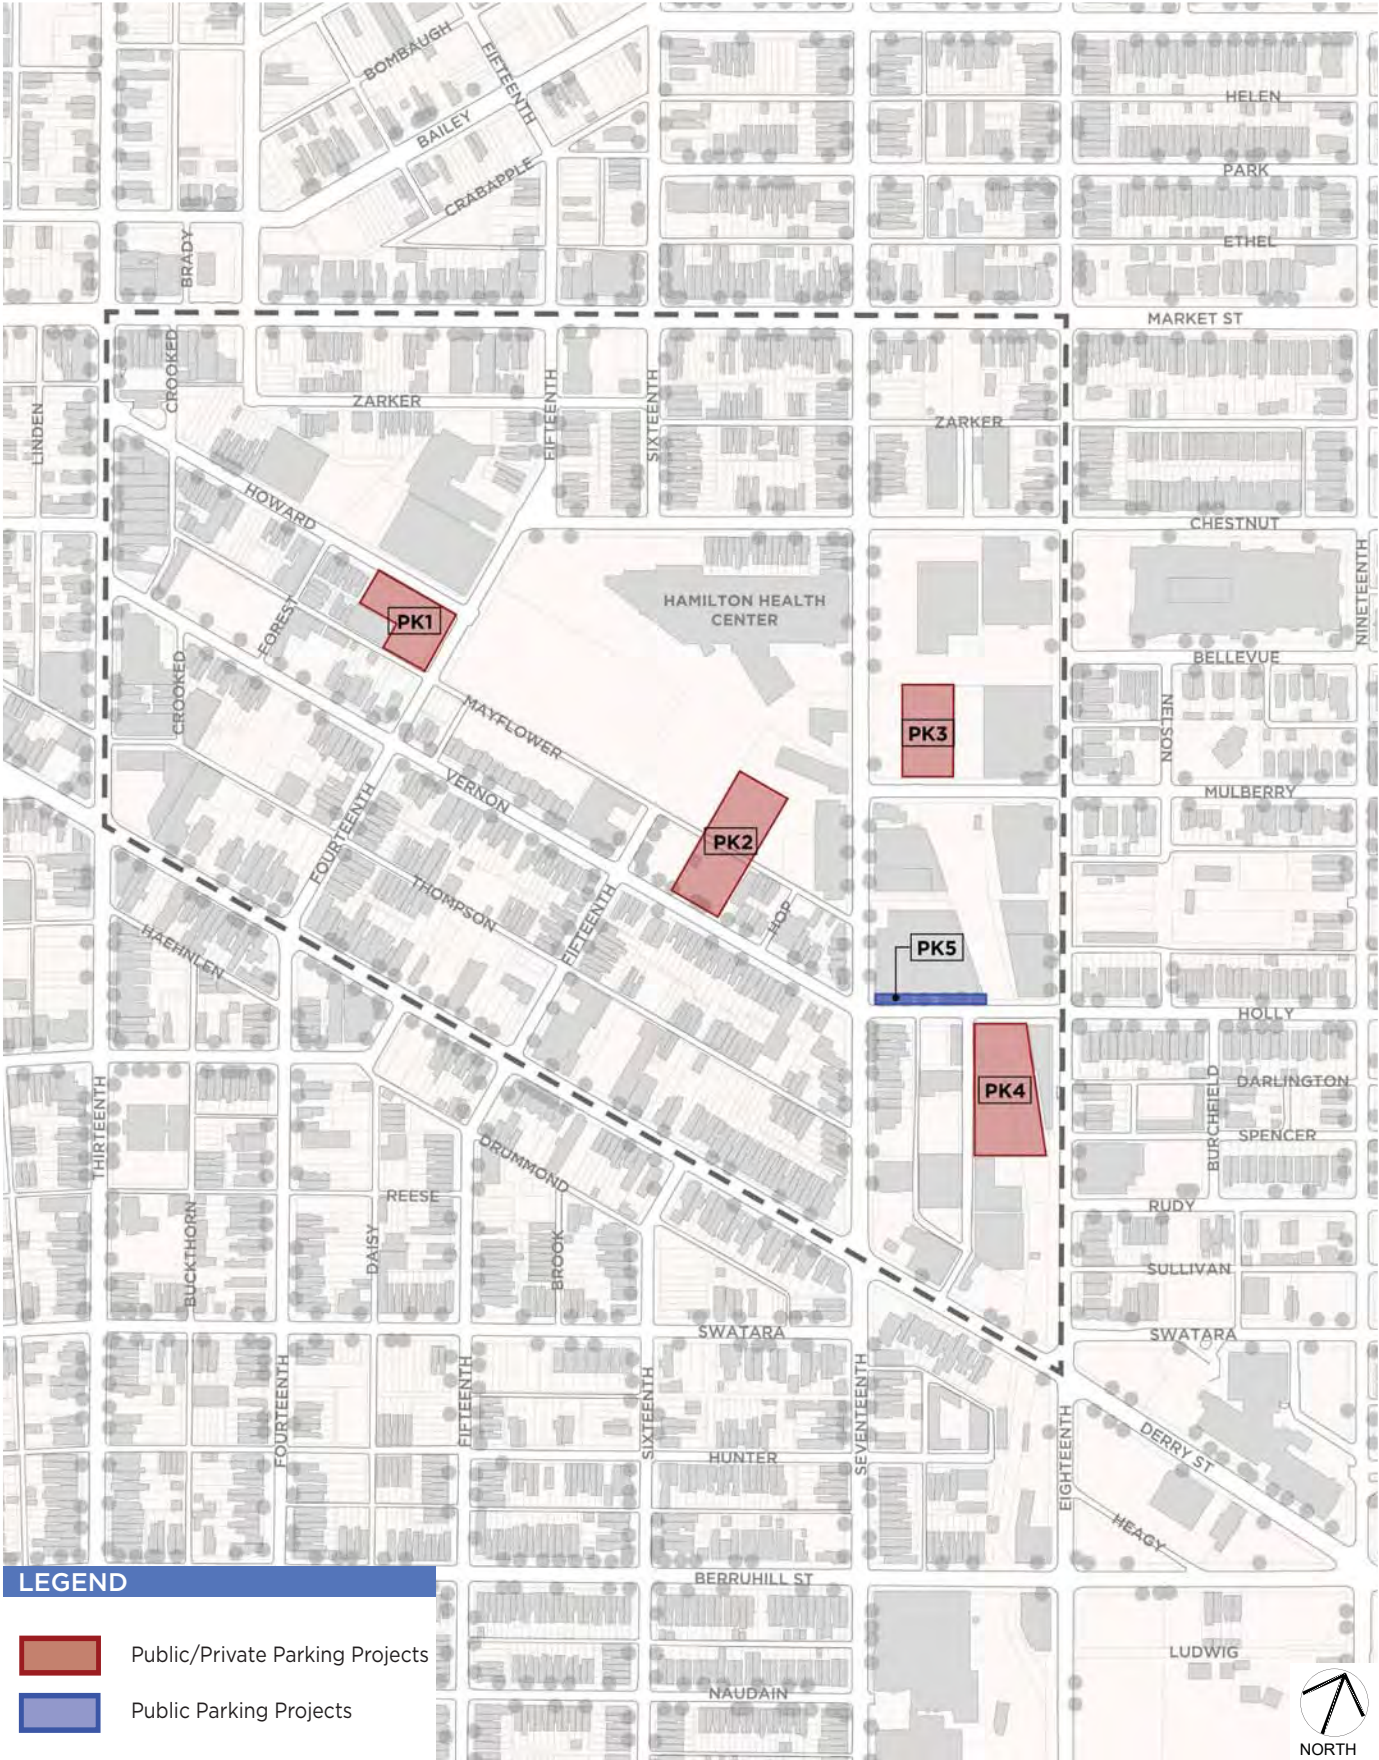 BOMBAUGH
FIFTEENTH
BAILEY
CRABAPPLE
HELEN
PARK
ETHEL
BRADY
MARKET ST
CROOKED
LINDEN
ZARKER
FIFTEENTH
SIXTEENTH
ZARKER
HOWARD
CHESTNUT
NINETEENTH
HAMILTON HEALTH
CENTER
FOREST
PK1
CROOKED
BELLEVUE
NELSON
MAYFLOWER
PK3
VERNON
MULBERRY
FOURTEENTH
PK2
THOMPSON
FIFTEENTH
HOP
HAEHNLEN
PK5
HOLLY
THIRTEENTH
PK4
BURCHFIELD
DARLINGTON
SPENCER
DRUMMOND
REESE
BUCKTHORN
DAISY
BROOK
RUDY
SULLIVAN
SWATARA
SWATARA
FOURTEENTH
FIFTEENTH
SIXTEENTH
SEVENTEENTH
EIGHTEENTH
HUNTER
DERRY ST
HEAGY
BERRUHILL ST
LUDWIG
NAUDAIN
LEGEND
Public/Private Parking Projects
Public Parking Projects
NORTH